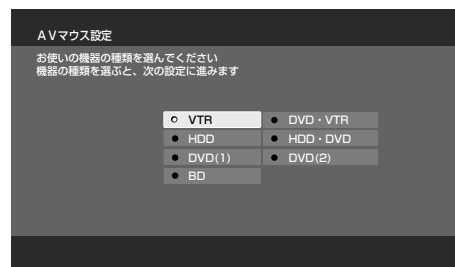 AVマウス設定
お使いの機器の種類を選んでください
機器の種類を選ぶと、次の設定に進みます
VTR
DVD・VTR
HDD
HDD・DVD
DVD(1)
DVD(2)
BD